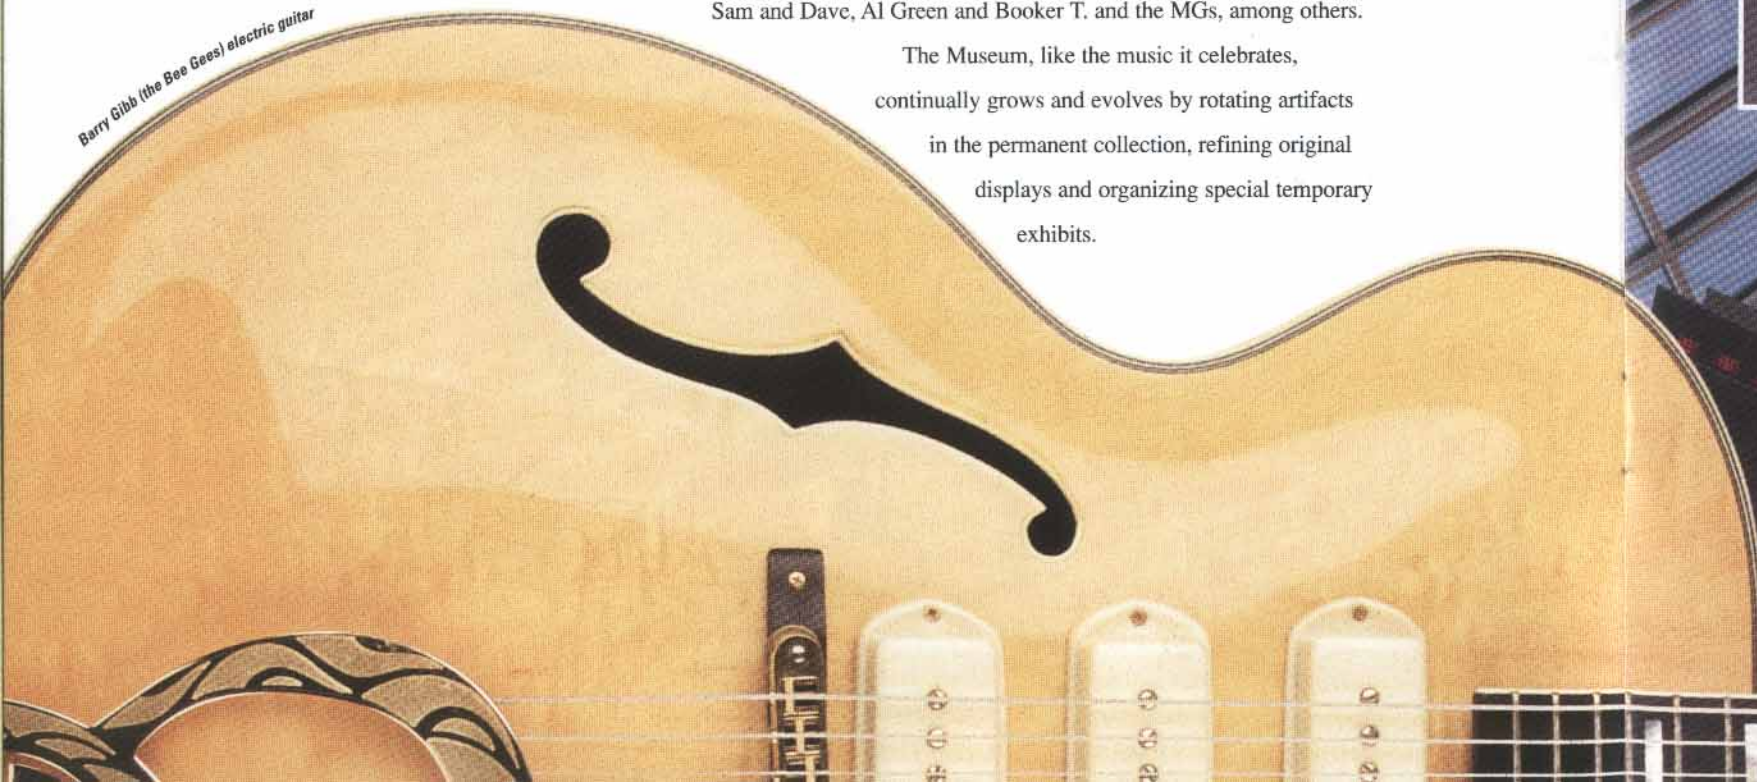 Barry Gibb (the Bee Gees) electric guitar
Sam and Dave, Al Green and Booker T. and the MGs, among others.
The Museum, like the music it celebrates,
continually grows and evolves by rotating artifacts
in the permanent collection, refining original
displays and organizing special temporary
exhibits.